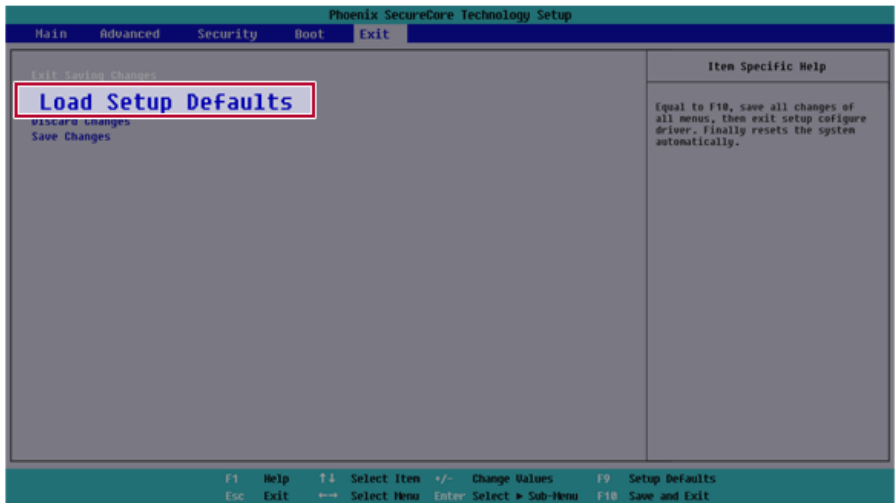 Phoenix SecureCore Technology Setup
Main Advanced Security Boot Exit
Exit Saving Changes
Load Setup Defaults
Discard Changes
Save Changes
Item Specific Help
Equal to F10, save all changes of
all menus, then exit setup cofigure
driver. Finally resets the system
automatically.
F1 Help ↑↓ Select Item +/- Change Values F9 Setup Defaults
Esc Exit ←→ Select Menu Enter Select ▶ Sub-Menu F10 Save and Exit